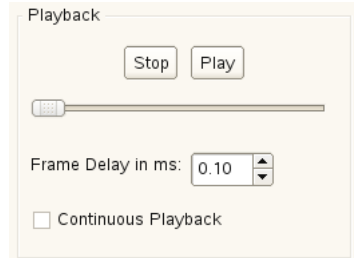 Playback
Stop Play
Frame Delay in ms: 0.10
Continuous Playback